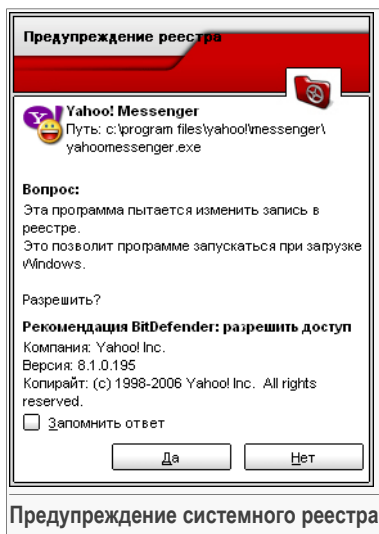 Предупреждение реестра
Yahoo! Messenger
Путь: c:\program files\yahoo!\messenger\
yahoomessenger.exe
Вопрос:
Эта программа пытается изменить запись в
реестре.
Это позволит программе запускаться при загрузке
Windows.
Разрешить?
Рекомендация BitDefender: разрешить доступ
Компания: Yahoo! Inc.
Версия: 8.1.0.195
Копирайт: (c) 1998-2006 Yahoo! Inc. All rights
reserved.
Запомнить ответ
Да Нет
Предупреждение системного реестра